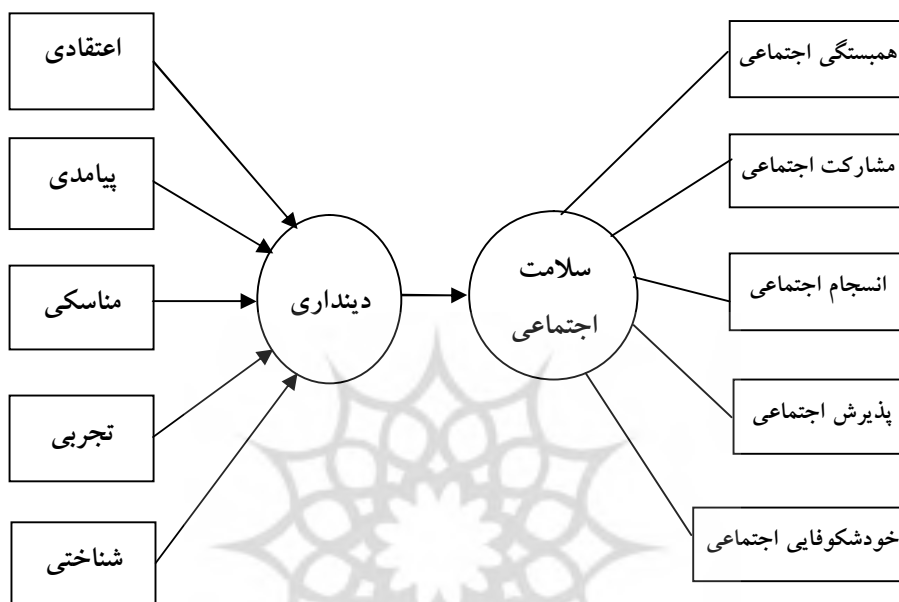 اعتقادی
پیامدی
مناسکی
تجربی
شناختی
دینداری
سلامت
اجتماعی
همبستگی اجتماعی
مشارکت اجتماعی
انسجام اجتماعی
پذیرش اجتماعی
خودشکوفایی اجتماعی